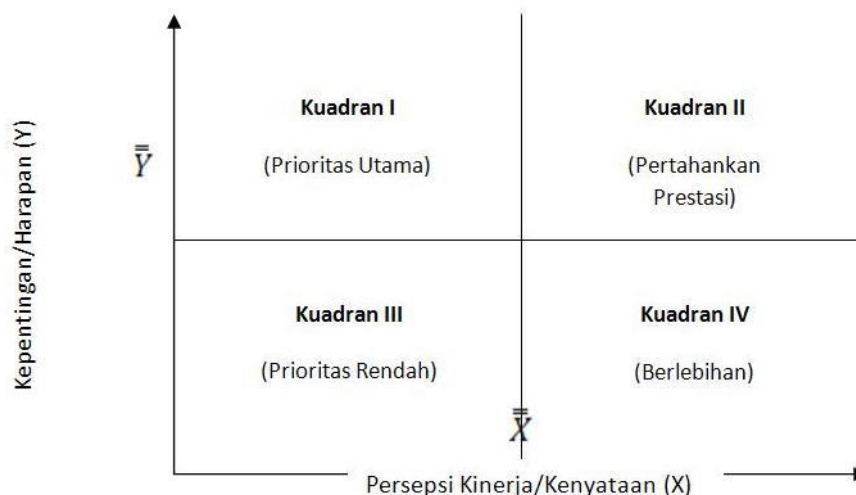 Kepentingan/Harapan (Y)
Kuadran I
(Prioritas Utama)
Kuadran II
(Pertahankan
Prestasi)
Y̿
Kuadran III
(Prioritas Rendah)
Kuadran IV
(Berlebihan)
X̿
Persepsi Kinerja/Kenyataan (X)